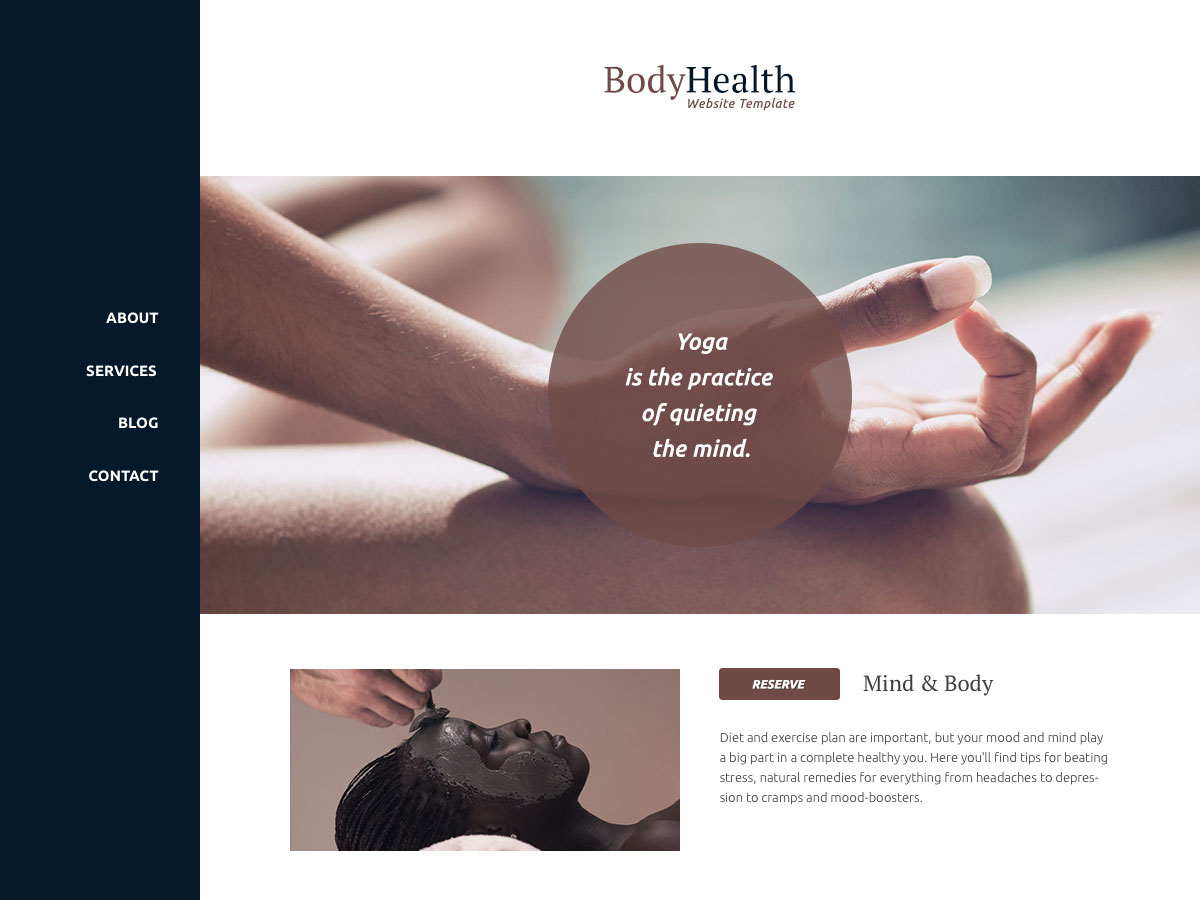 BodyHealth
Website Template
ABOUT
SERVICES
BLOG
CONTACT
Yoga
is the practice
of quieting
the mind.
RESERVE
Mind & Body
Diet and exercise plan are important, but your mood and mind play
a big part in a complete healthy you. Here you'll find tips for beating
stress, natural remedies for everything from headaches to depres-
sion to cramps and mood-boosters.